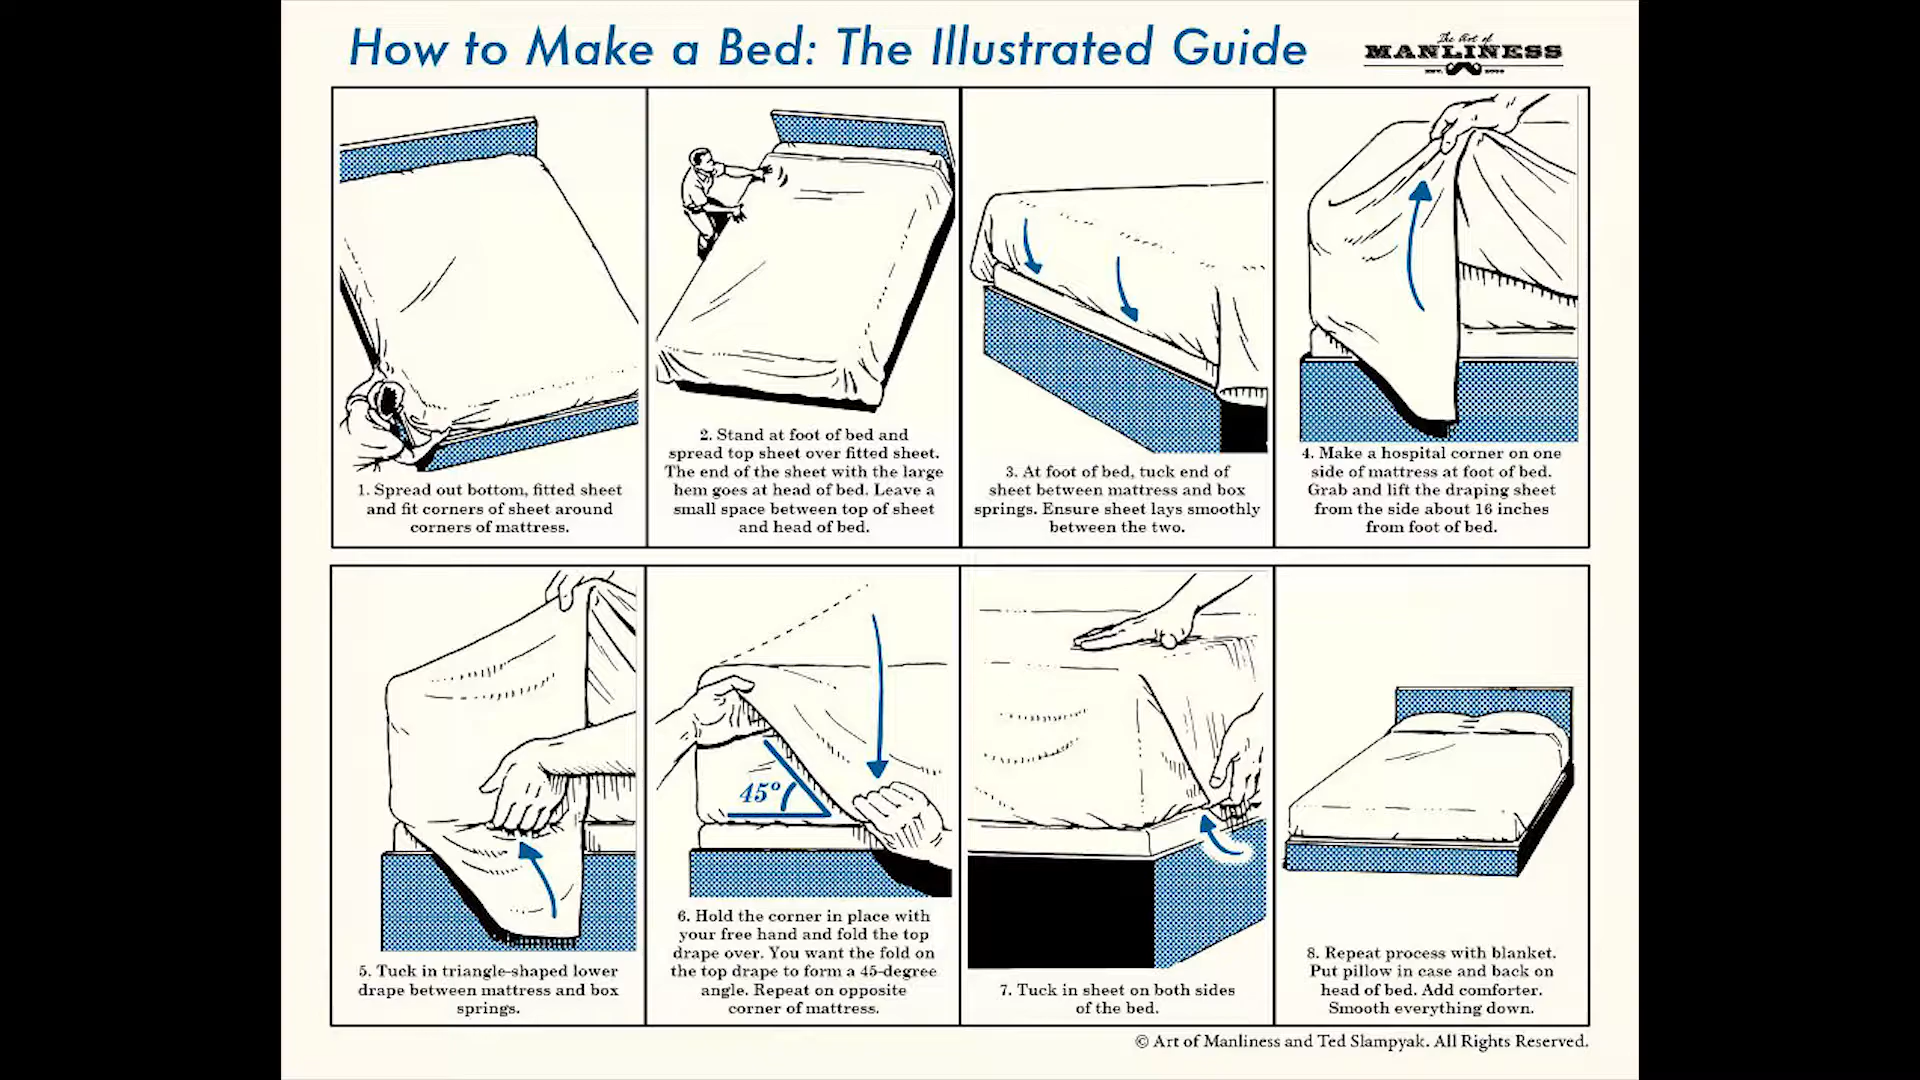 How to Make a Bed: The Illustrated Guide
The Art of
MANLINESS
EST. 2008
1. Spread out bottom, fitted sheet
and fit corners of sheet around
corners of mattress.
2. Stand at foot of bed and
spread top sheet over fitted sheet.
The end of the sheet with the large
hem goes at head of bed. Leave a
small space between top of sheet
and head of bed.
3. At foot of bed, tuck end of
sheet between mattress and box
springs. Ensure sheet lays smoothly
between the two.
4. Make a hospital corner on one
side of mattress at foot of bed.
Grab and lift the draping sheet
from the side about 16 inches
from foot of bed.
5. Tuck in triangle-shaped lower
drape between mattress and box
springs.
45°
6. Hold the corner in place with
your free hand and fold the top
drape over. You want the fold on
the top drape to form a 45-degree
angle. Repeat on opposite
corner of mattress.
7. Tuck in sheet on both sides
of the bed.
8. Repeat process with blanket.
Put pillow in case and back on
head of bed. Add comforter.
Smooth everything down.
© Art of Manliness and Ted Slampyak. All Rights Reserved.